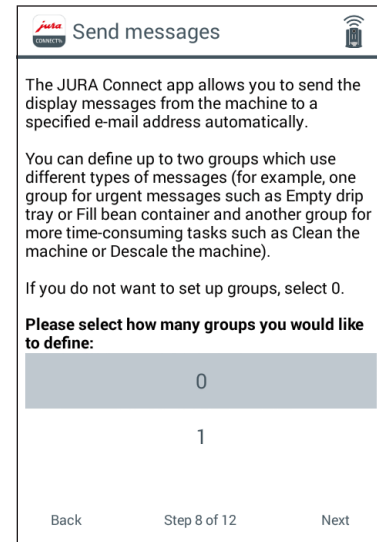 jura
CONNECT
Send messages
The JURA Connect app allows you to send the
display messages from the machine to a
specified e-mail address automatically.
You can define up to two groups which use
different types of messages (for example, one
group for urgent messages such as Empty drip
tray or Fill bean container and another group for
more time-consuming tasks such as Clean the
machine or Descale the machine).
If you do not want to set up groups, select 0.
Please select how many groups you would like
to define:
0
1
Back Step 8 of 12 Next